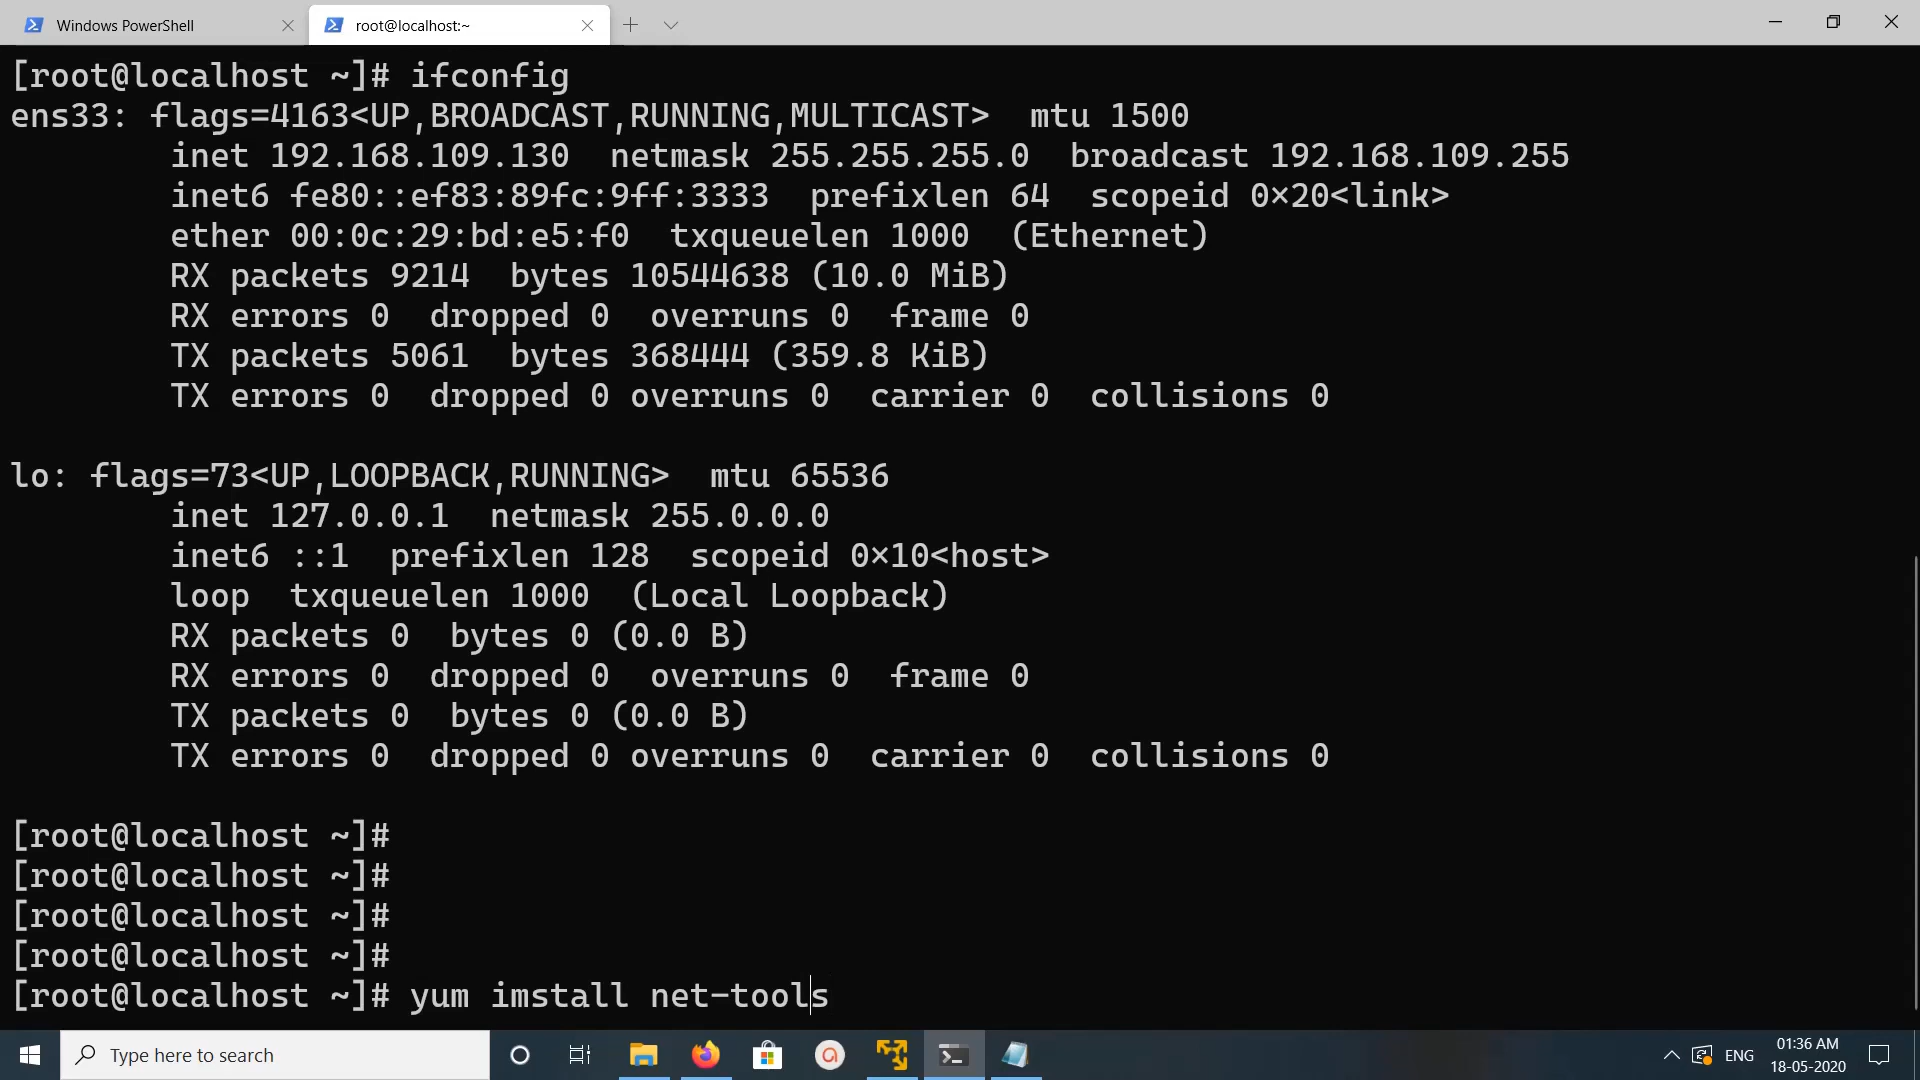 Windows PowerShell
root@localhost:~
[root@localhost ~]# ifconfig
ens33: flags=4163<UP,BROADCAST,RUNNING,MULTICAST>  mtu 1500
        inet 192.168.109.130  netmask 255.255.255.0  broadcast 192.168.109.255
        inet6 fe80::ef83:89fc:9ff:3333  prefixlen 64  scopeid 0×20<link>
        ether 00:0c:29:bd:e5:f0  txqueuelen 1000  (Ethernet)
        RX packets 9214  bytes 10544638 (10.0 MiB)
        RX errors 0  dropped 0  overruns 0  frame 0
        TX packets 5061  bytes 368444 (359.8 KiB)
        TX errors 0  dropped 0 overruns 0  carrier 0  collisions 0
lo: flags=73<UP,LOOPBACK,RUNNING>  mtu 65536
        inet 127.0.0.1  netmask 255.0.0.0
        inet6 ::1  prefixlen 128  scopeid 0×10<host>
        loop  txqueuelen 1000  (Local Loopback)
        RX packets 0  bytes 0 (0.0 B)
        RX errors 0  dropped 0  overruns 0  frame 0
        TX packets 0  bytes 0 (0.0 B)
        TX errors 0  dropped 0 overruns 0  carrier 0  collisions 0
[root@localhost ~]#
[root@localhost ~]#
[root@localhost ~]#
[root@localhost ~]#
[root@localhost ~]# yum imstall net-tools
Type here to search
ENG
01:36 AM
18-05-2020